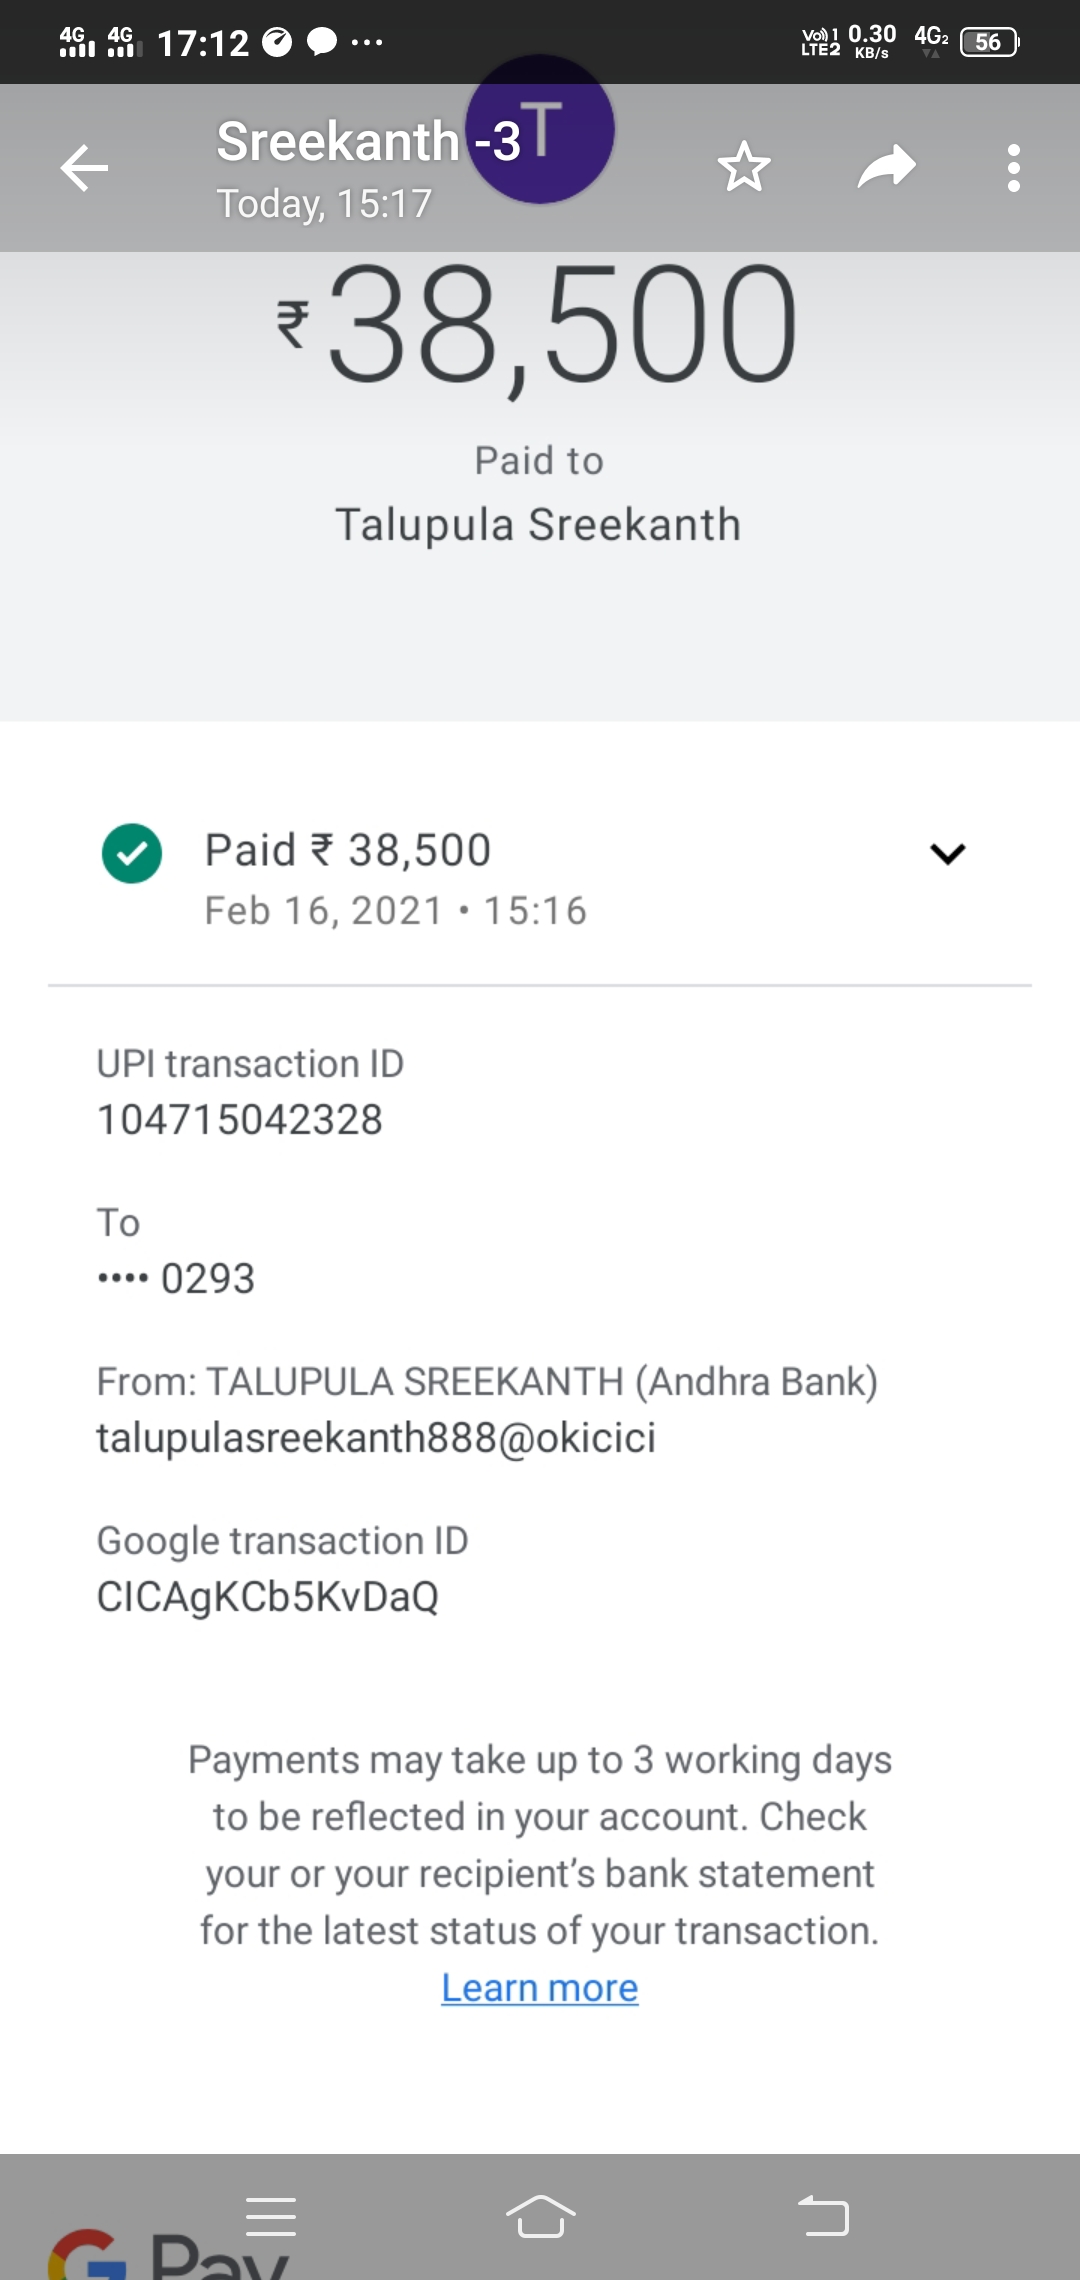 4G 4G 17:12 ... Vo)) 1 LTE2 0.30 KB/s 4G2 56
Sreekanth -3
T
Today, 15:17
₹38,500
Paid to
Talupula Sreekanth
Paid ₹ 38,500
Feb 16, 2021 • 15:16
UPI transaction ID
104715042328
To
•••• 0293
From: TALUPULA SREEKANTH (Andhra Bank)
talupulasreekanth888@okicici
Google transaction ID
CICAgKCb5KvDaQ
Payments may take up to 3 working days
to be reflected in your account. Check
your or your recipient’s bank statement
for the latest status of your transaction.
Learn more
G Pay